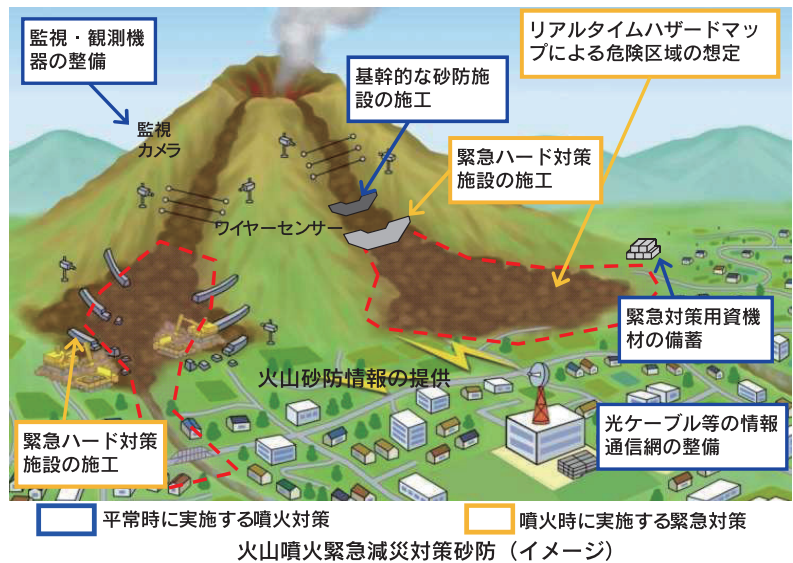 監視・観測機
器の整備
リアルタイムハザードマッ
プによる危険区域の想定
基幹的な砂防施
設の施工
監視
カメラ
緊急ハード対策
施設の施工
ワイヤーセンサー
緊急対策用資機
材の備蓄
火山砂防情報の提供
光ケーブル等の情報
通信網の整備
緊急ハード対策
施設の施工
平常時に実施する噴火対策
噴火時に実施する緊急対策
火山噴火緊急減災対策砂防（イメージ）